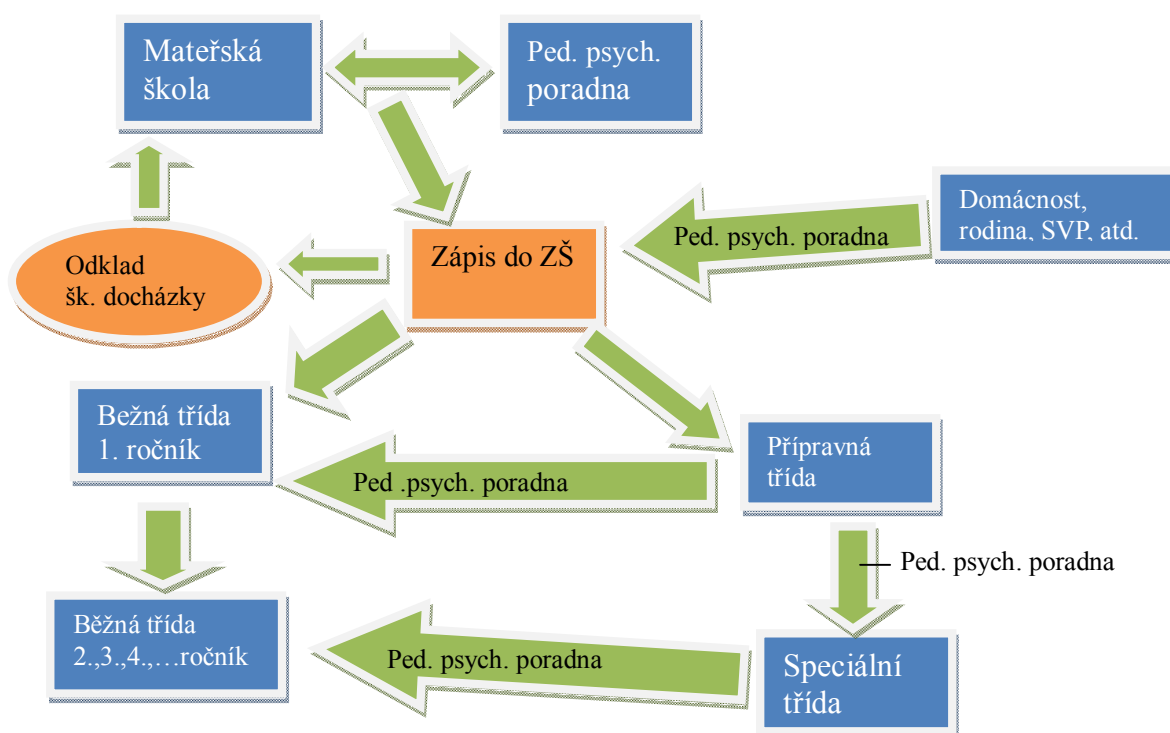 Mateřská
škola
Ped. psych.
poradna
Domácnost,
rodina, SVP, atd.
Ped. psych. poradna
Zápis do ZŠ
Odklad
šk. docházky
Bežná třída
1. ročník
Ped .psych. poradna
Přípravná
třída
Ped. psych. poradna
Běžná třída
2.,3.,4.,…ročník
Ped. psych. poradna
Speciální
třída